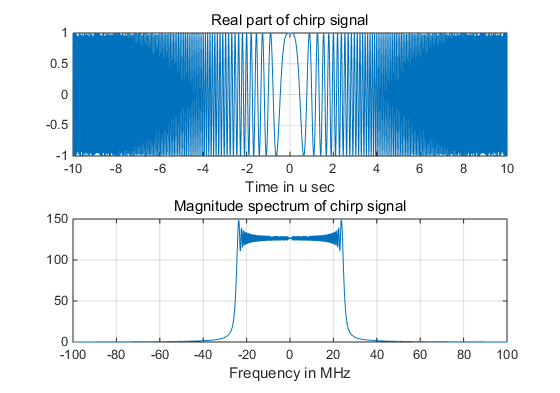 Real part of chirp signal
1
0.5
0
-0.5
-1
-10 -8 -6 -4 -2 0 2 4 6 8 10
Time in u sec
Magnitude spectrum of chirp signal
150
100
50
0
-100 -80 -60 -40 -20 0 20 40 60 80 100
Frequency in MHz